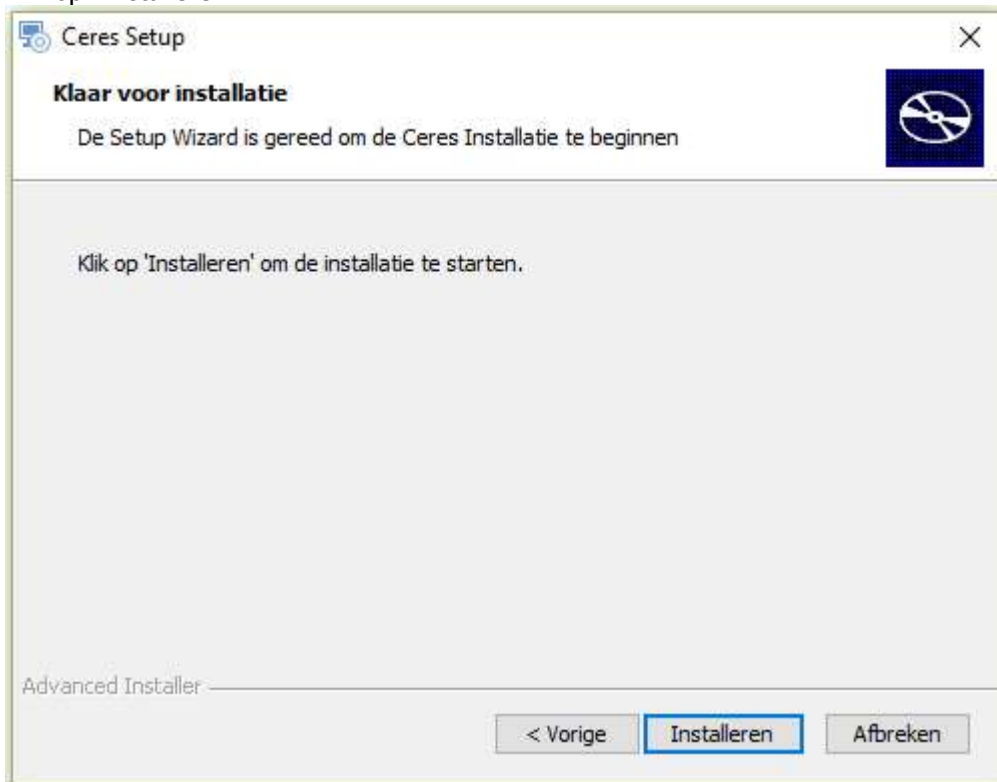 Ceres Setup
Klaar voor installatie
De Setup Wizard is gereed om de Ceres Installatie te beginnen
Klik op 'Installeren' om de installatie te starten.
Advanced Installer
< Vorige Installeren Afbreken